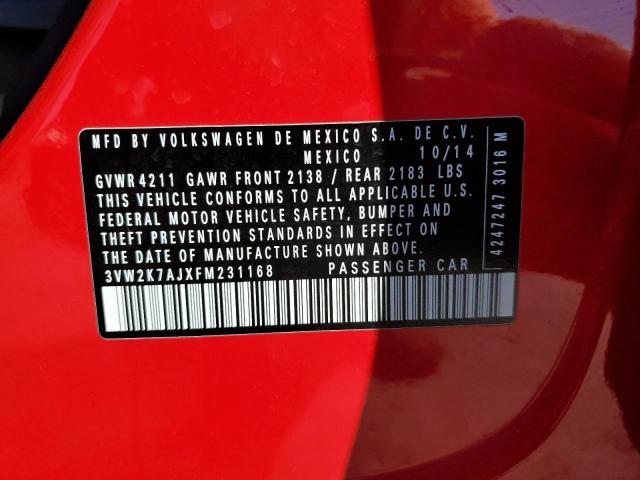 MFD BY VOLKSWAGEN DE MEXICO S.A. DE C.V.
MEXICO 10/14
GVWR 4211 GAWR FRONT 2138 / REAR 2183 LBS
THIS VEHICLE CONFORMS TO ALL APPLICABLE U.S.
FEDERAL MOTOR VEHICLE SAFETY, BUMPER AND
THEFT PREVENTION STANDARDS IN EFFECT ON
THE DATE OF MANUFACTURE SHOWN ABOVE.
3VW2K7AJXFM231168 PASSENGER CAR
4247247 3016 M